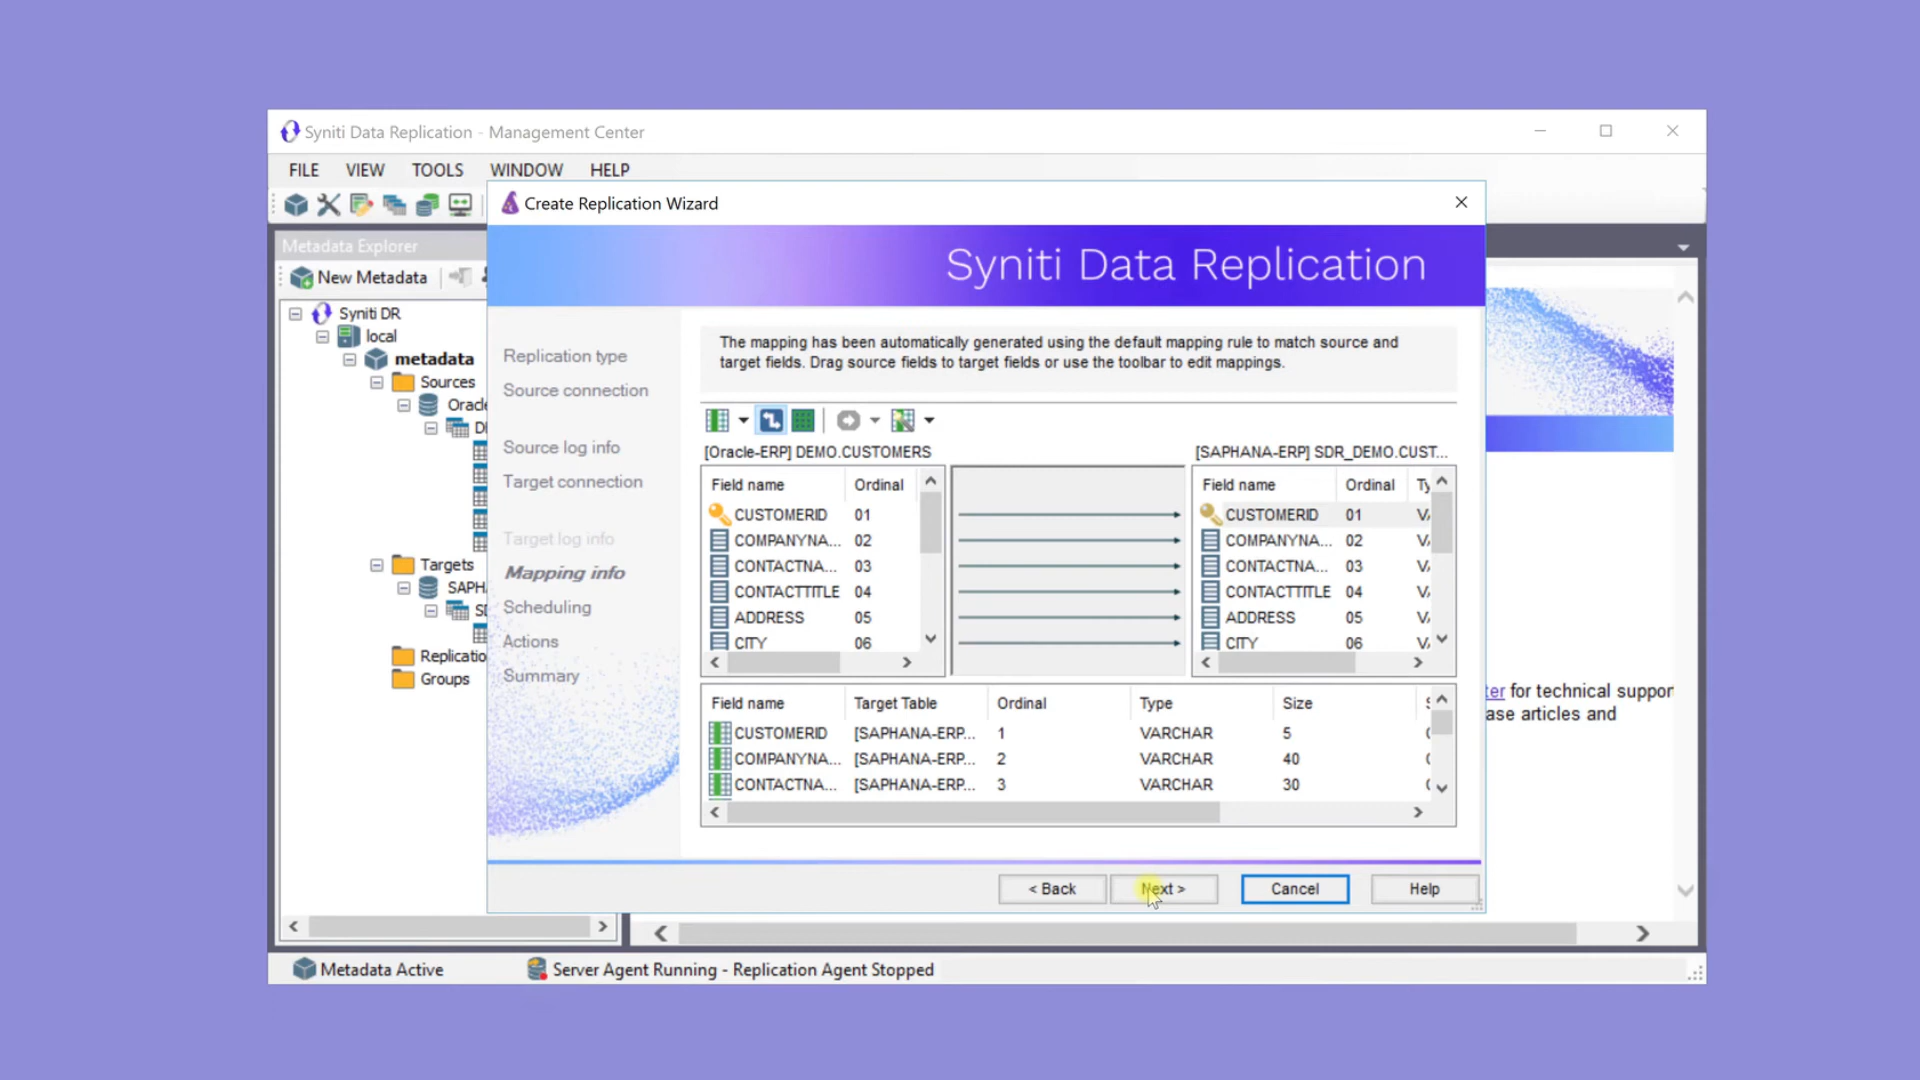 Syniti Data Replication - Management Center
FILE VIEW TOOLS WINDOW HELP
Create Replication Wizard
Metadata Explorer
New Metadata
Syniti DR
local
metadata
Sources
Oracle
Targets
SAPH
Replicatio
Groups
Syniti Data Replication
Replication type
Source connection
Source log info
Target connection
Target log info
Mapping info
Scheduling
Actions
Summary
The mapping has been automatically generated using the default mapping rule to match source and
target fields. Drag source fields to target fields or use the toolbar to edit mappings.
[Oracle-ERP] DEMO.CUSTOMERS
Field name Ordinal
CUSTOMERID 01
COMPANYNA... 02
CONTACTNA... 03
CONTACTTITLE 04
ADDRESS 05
CITY 06
[SAPHANA-ERP] SDR_DEMO.CUST...
Field name Ordinal Ty
CUSTOMERID 01
COMPANYNA... 02
CONTACTNA... 03
CONTACTTITLE 04
ADDRESS 05
CITY 06
Field name Target Table Ordinal Type Size
CUSTOMERID [SAPHANA-ERP... 1 VARCHAR 5
COMPANYNA... [SAPHANA-ERP... 2 VARCHAR 40
CONTACTNA... [SAPHANA-ERP... 3 VARCHAR 30
< Back Next > Cancel Help
ter for technical suppor
ase articles and
Metadata Active
Server Agent Running - Replication Agent Stopped